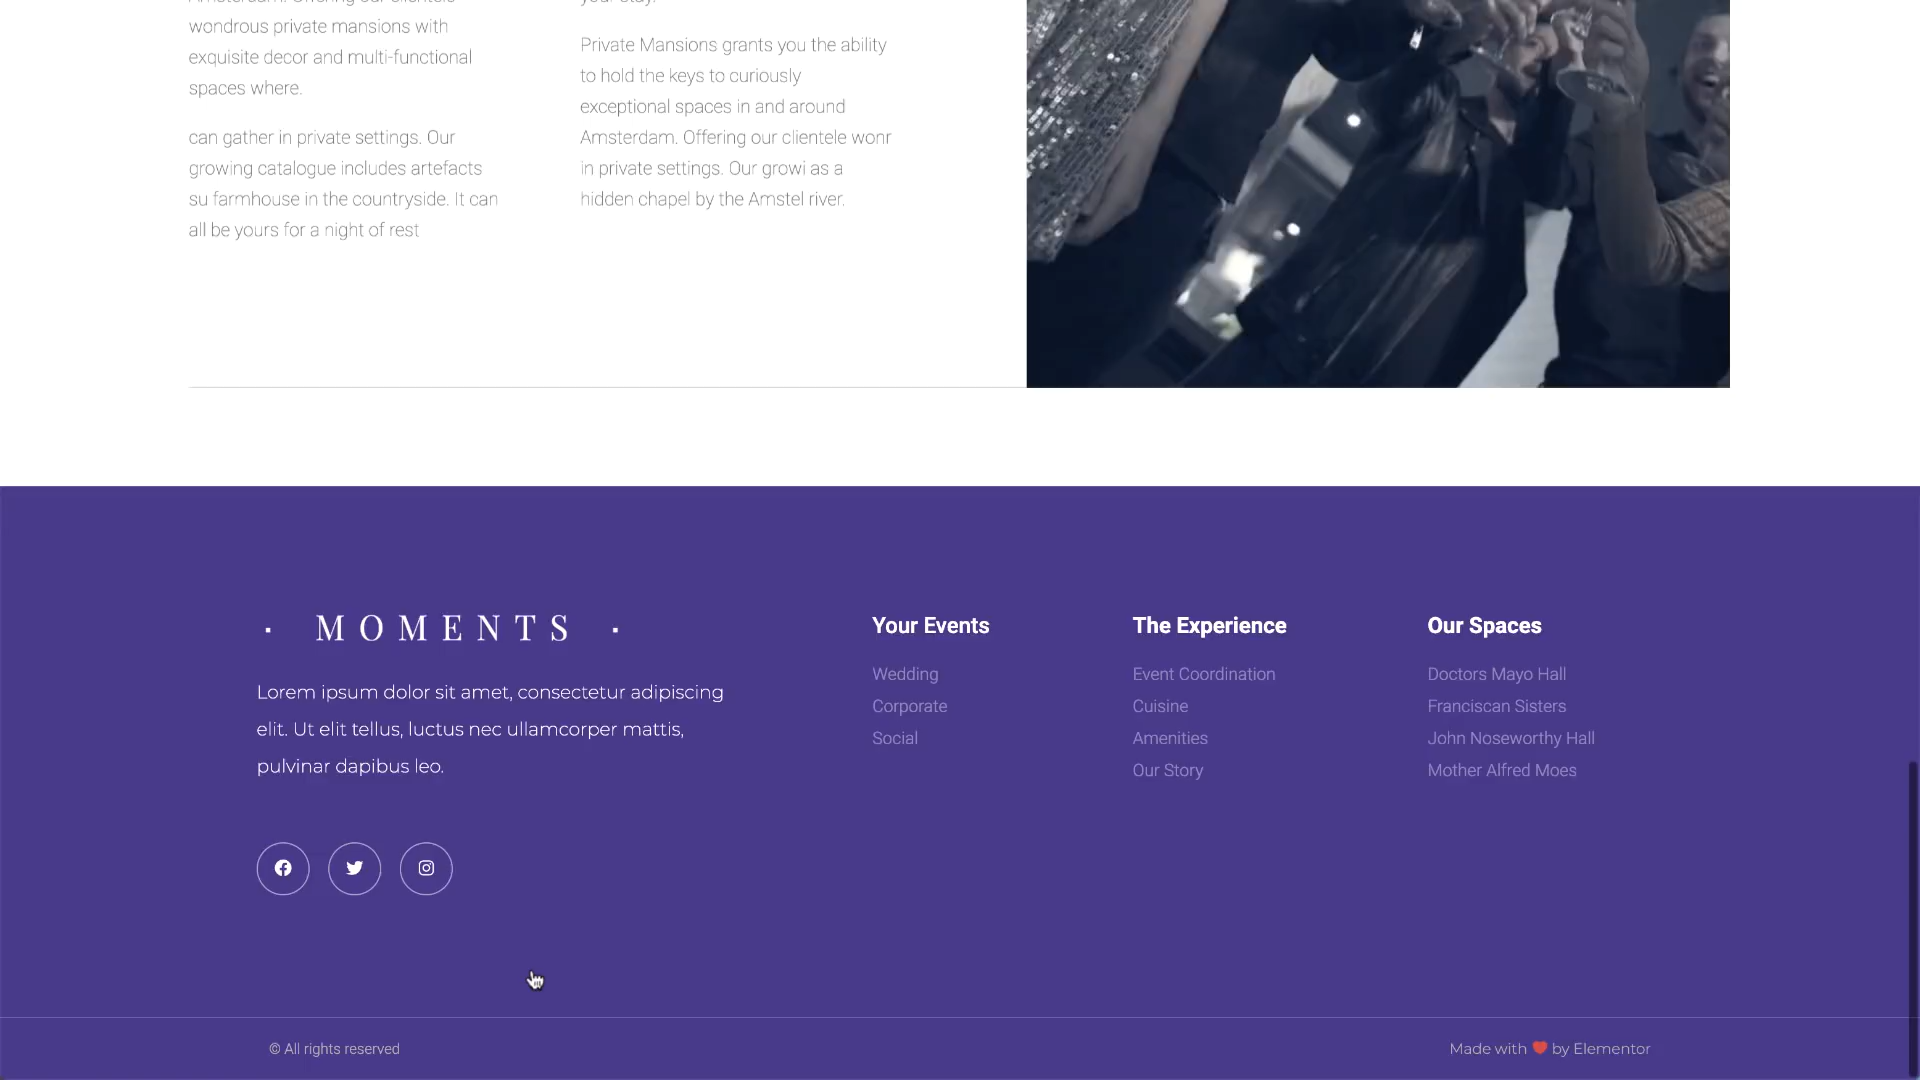 wondrous private mansions with
exquisite decor and multi-functional
spaces where.
can gather in private settings. Our
growing catalogue includes artefacts
su farmhouse in the countryside. It can
all be yours for a night of rest
your stay.
Private Mansions grants you the ability
to hold the keys to curiously
exceptional spaces in and around
Amsterdam. Offering our clientele wonr
in private settings. Our growi as a
hidden chapel by the Amstel river.
· MOMENTS ·
Lorem ipsum dolor sit amet, consectetur adipiscing
elit. Ut elit tellus, luctus nec ullamcorper mattis,
pulvinar dapibus leo.
Your Events
Wedding
Corporate
Social
The Experience
Event Coordination
Cuisine
Amenities
Our Story
Our Spaces
Doctors Mayo Hall
Franciscan Sisters
John Noseworthy Hall
Mother Alfred Moes
© All rights reserved
Made with ❤ by Elementor